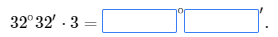 32°32′ · 3 = °′.